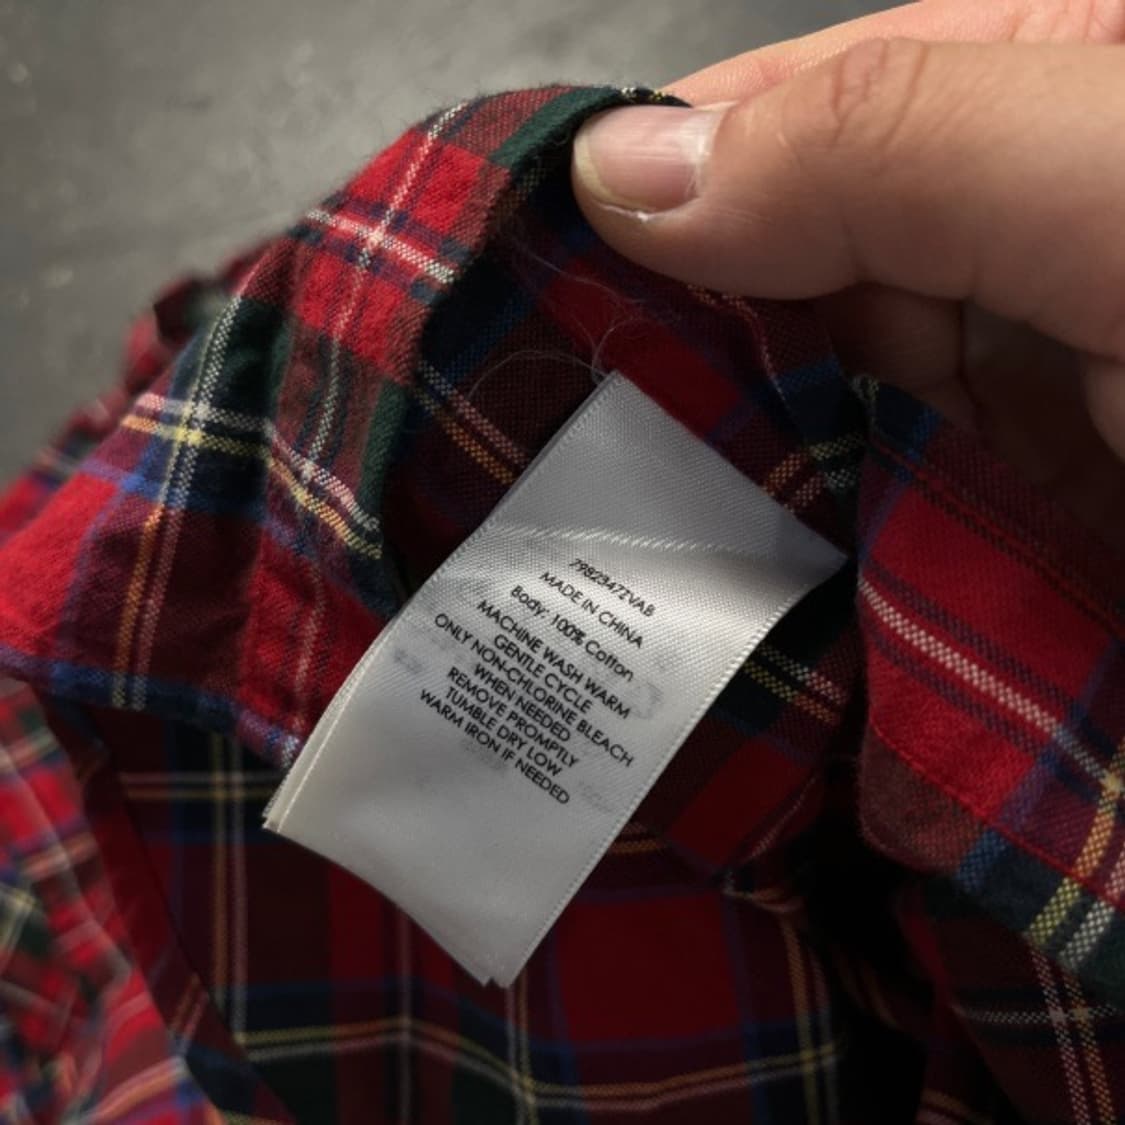 7982347ZVAB
MADE IN CHINA
Body: 100% Cotton
MACHINE WASH WARM
GENTLE CYCLE
ONLY NON-CHLORINE BLEACH
WHEN NEEDED
REMOVE PROMPTLY
TUMBLE DRY LOW
WARM IRON IF NEEDED